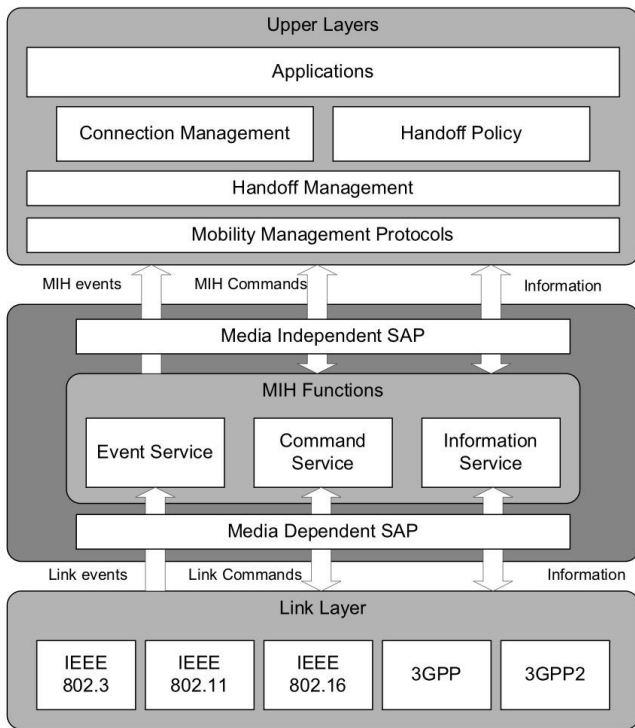 Upper Layers
Applications
Connection Management
Handoff Policy
Handoff Management
Mobility Management Protocols
MIH events
MIH Commands
Information
Media Independent SAP
MIH Functions
Event Service
Command
Service
Information
Service
Media Dependent SAP
Link events
Link Commands
Information
Link Layer
IEEE
802.3
IEEE
802.11
IEEE
802.16
3GPP
3GPP2